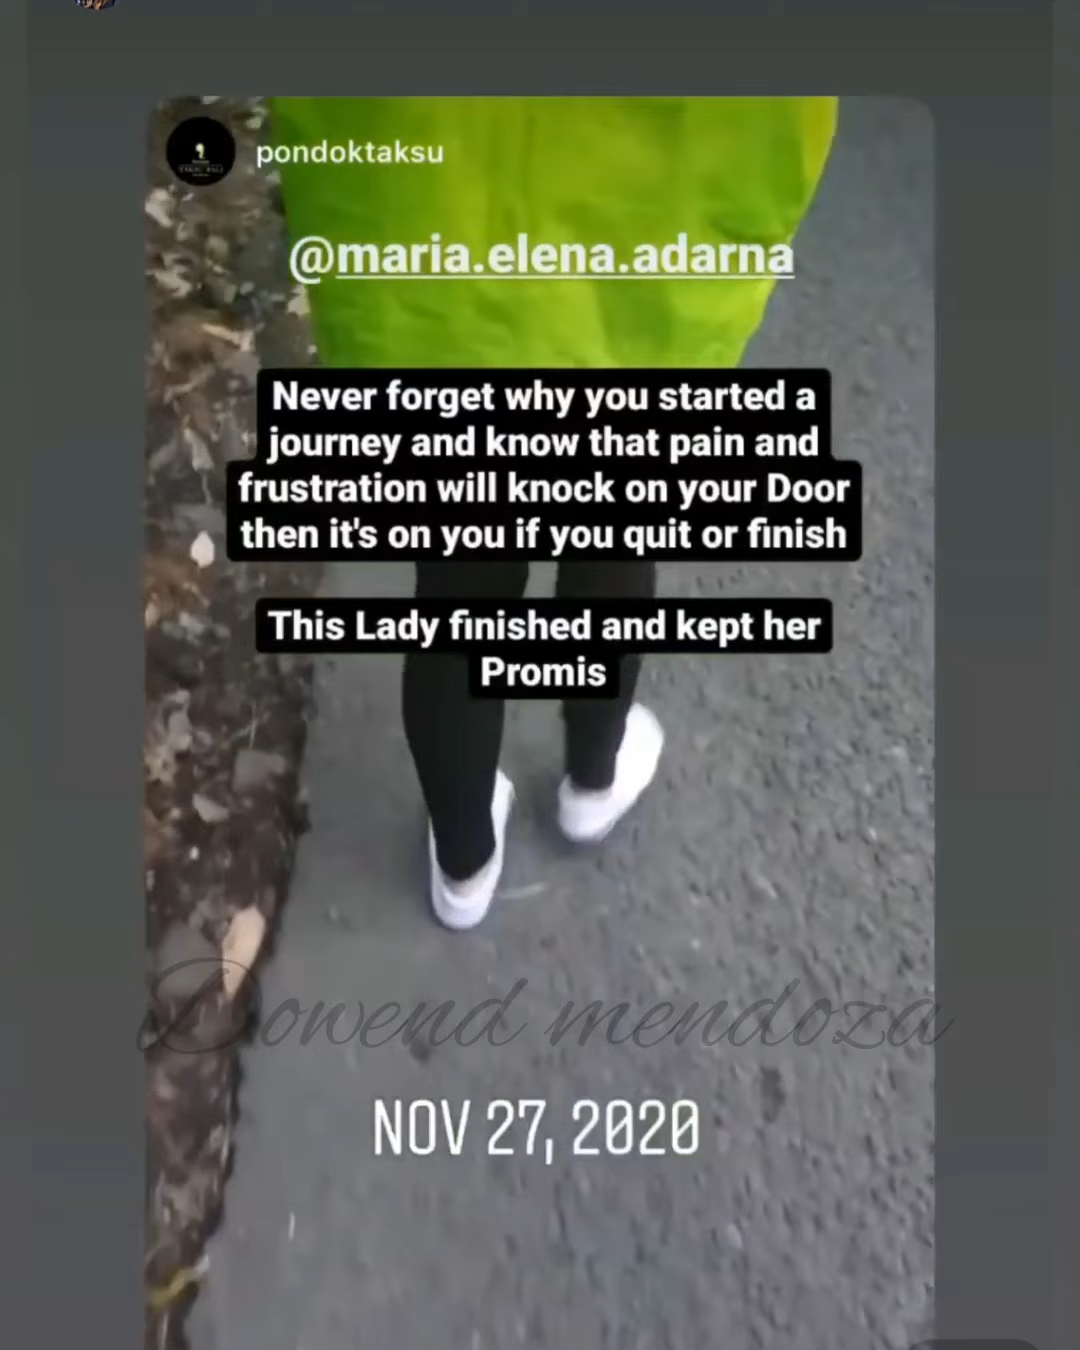 pondoktaksu
@maria.elena.adarna
Never forget why you started a
journey and know that pain and
frustration will knock on your Door
then it's on you if you quit or finish
This Lady finished and kept her
Promis
Dowend mendoza
NOV 27, 2020